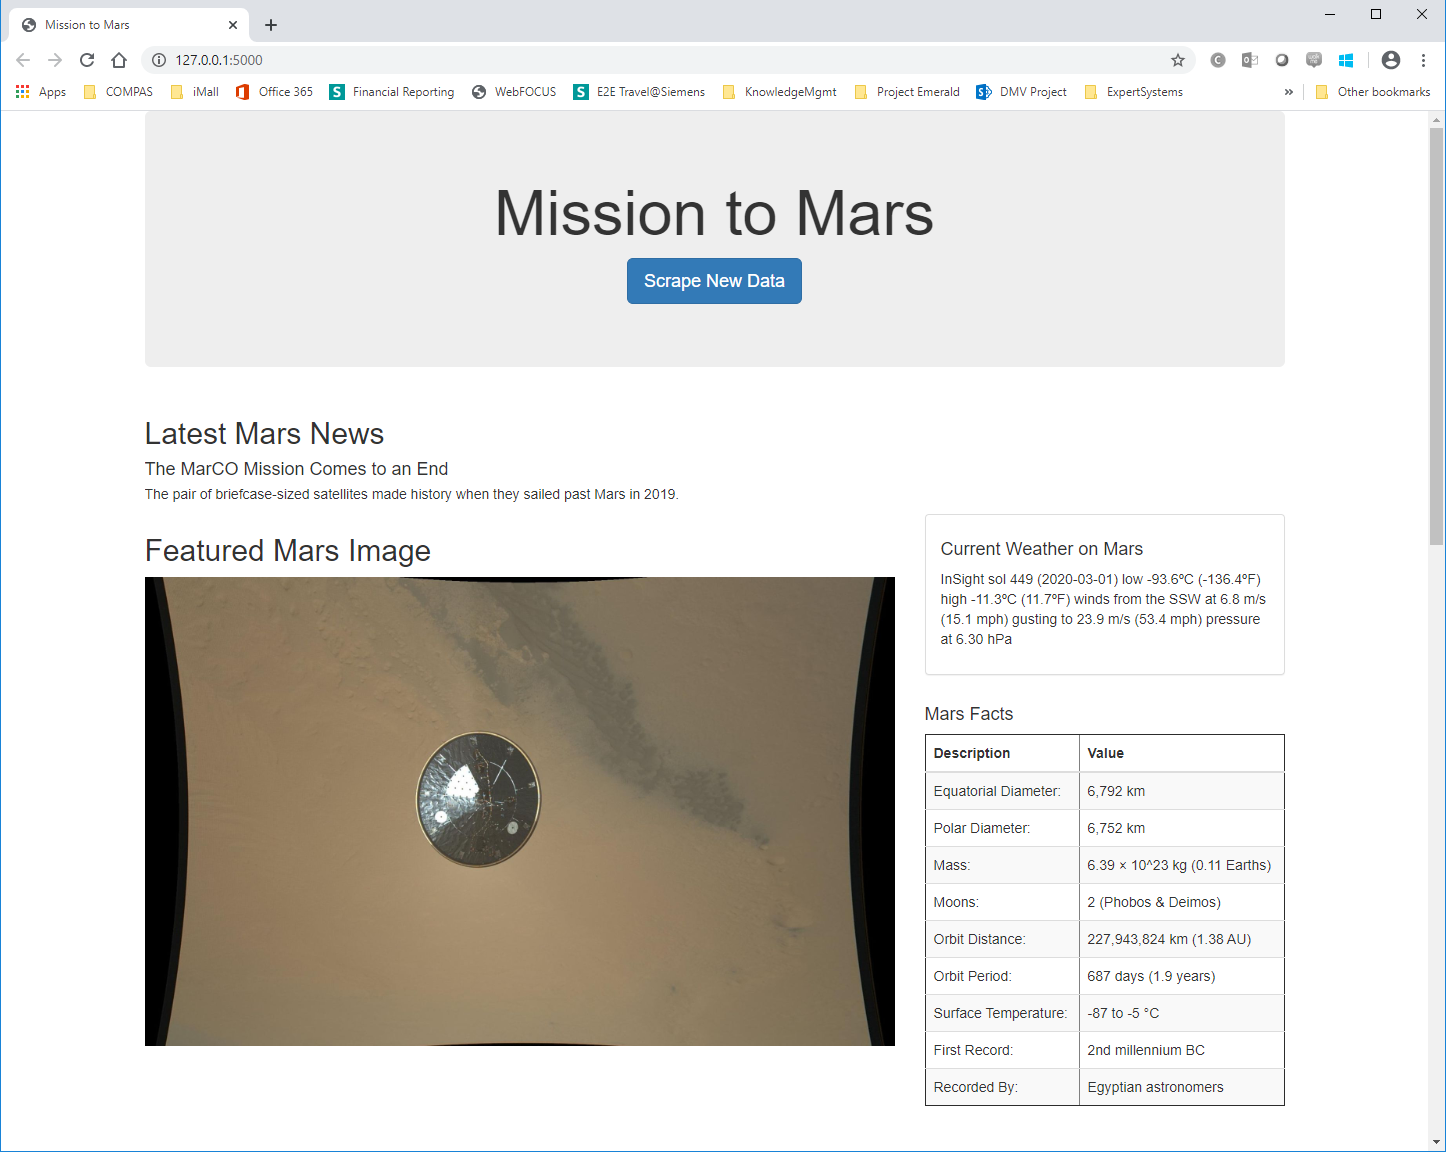 Mission to Mars
127.0.0.1:5000
Apps COMPAS iMall Office 365 Financial Reporting WebFOCUS E2E Travel@Siemens KnowledgeMgmt Project Emerald DMV Project ExpertSystems » Other bookmarks
Mission to Mars
Scrape New Data
Latest Mars News
The MarCO Mission Comes to an End
The pair of briefcase-sized satellites made history when they sailed past Mars in 2019.
Featured Mars Image
Current Weather on Mars
InSight sol 449 (2020-03-01) low -93.6ºC (-136.4ºF)
high -11.3ºC (11.7ºF) winds from the SSW at 6.8 m/s
(15.1 mph) gusting to 23.9 m/s (53.4 mph) pressure
at 6.30 hPa
Mars Facts
Description Value
Equatorial Diameter: 6,792 km
Polar Diameter: 6,752 km
Mass: 6.39 × 10^23 kg (0.11 Earths)
Moons: 2 (Phobos & Deimos)
Orbit Distance: 227,943,824 km (1.38 AU)
Orbit Period: 687 days (1.9 years)
Surface Temperature: -87 to -5 °C
First Record: 2nd millennium BC
Recorded By: Egyptian astronomers